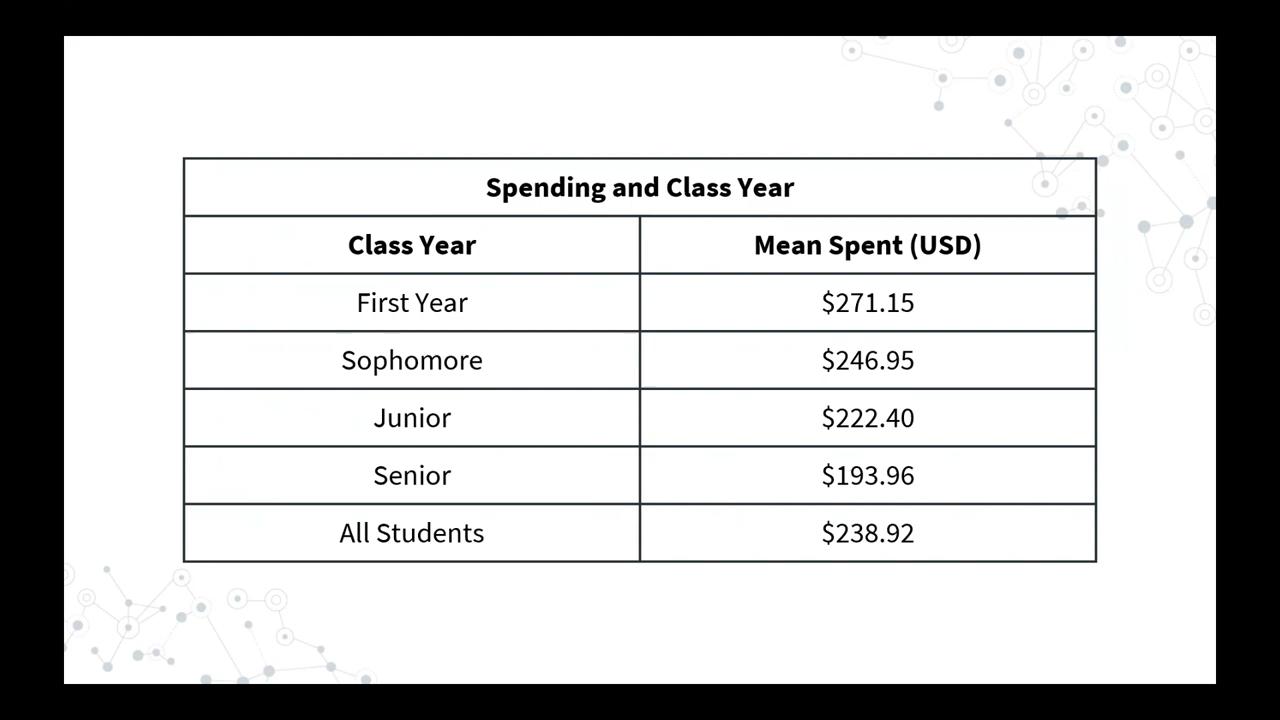 Spending and Class Year
Class Year Mean Spent (USD)
First Year $271.15
Sophomore $246.95
Junior $222.40
Senior $193.96
All Students $238.92